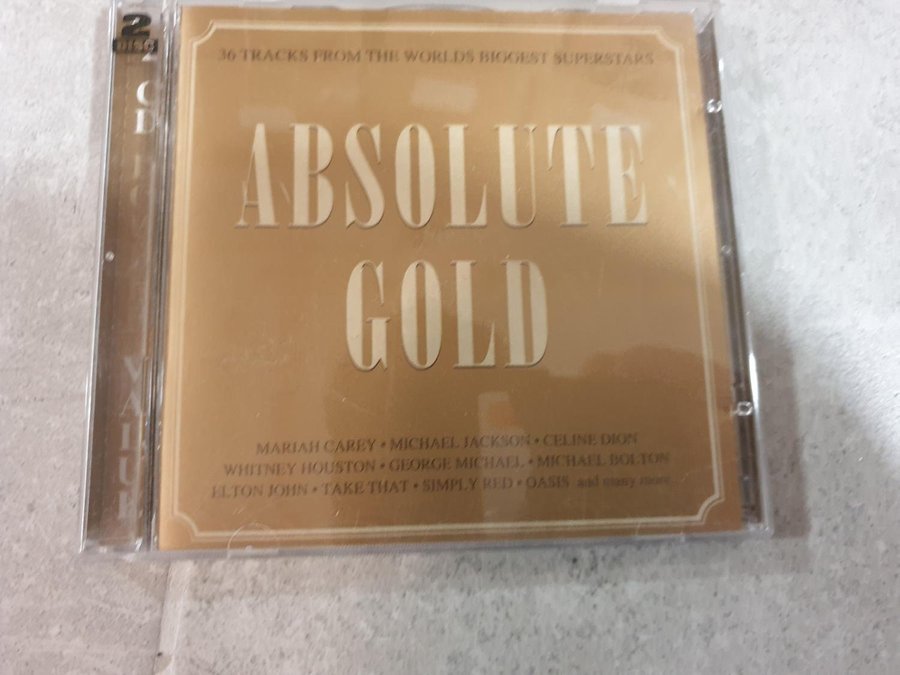 2
DISC
36 TRACKS FROM THE WORLDS BIGGEST SUPERSTARS
ABSOLUTE
GOLD
MARIAH CAREY • MICHAEL JACKSON • CELINE DION
WHITNEY HOUSTON • GEORGE MICHAEL • MICHAEL BOLTON
ELTON JOHN • TAKE THAT • SIMPLY RED • OASIS and many more